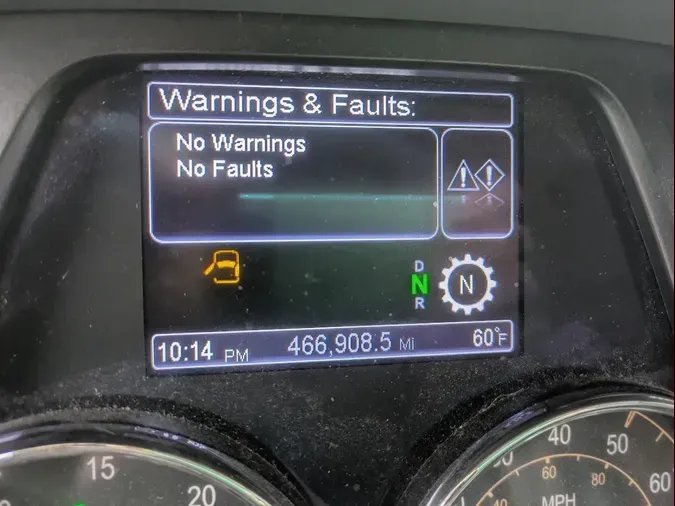 Warnings & Faults:
No Warnings
No Faults
D
N N
R
10:14 PM 466,908.5 Mi 60°F
15
20
40 50 60
60 80
MPH